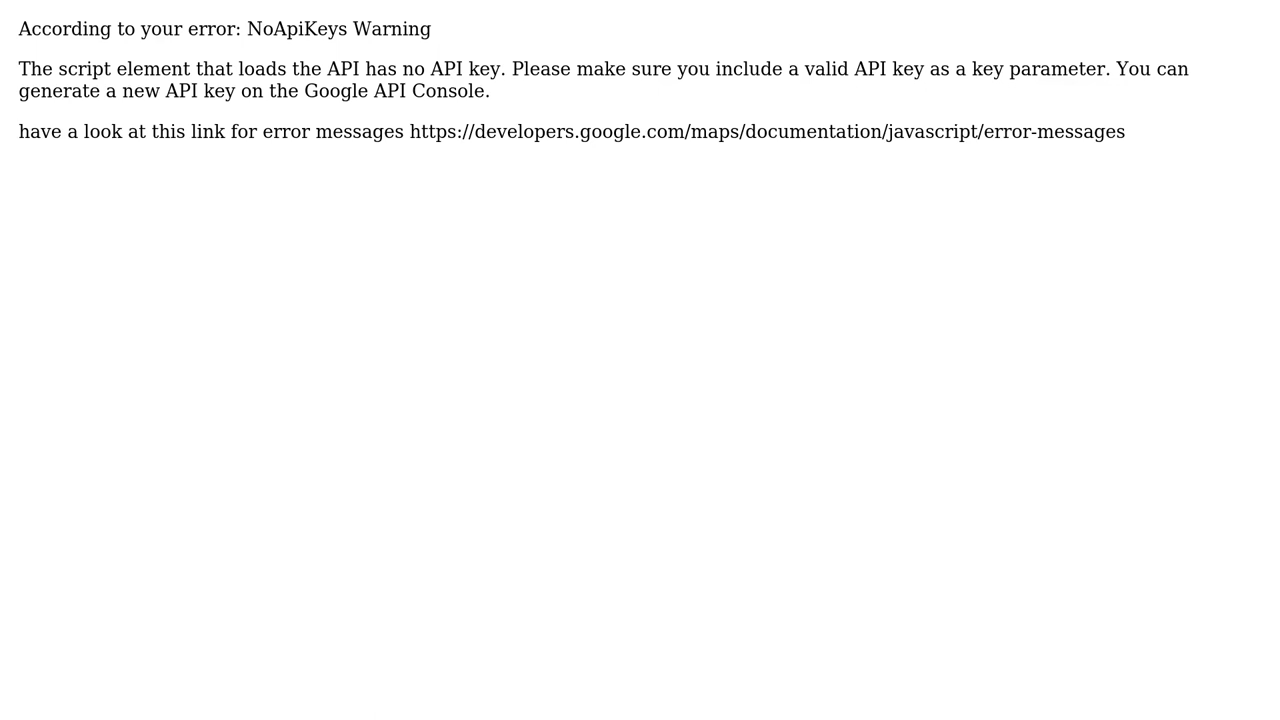 According to your error: NoApiKeys Warning
The script element that loads the API has no API key. Please make sure you include a valid API key as a key parameter. You can
generate a new API key on the Google API Console.
have a look at this link for error messages https://developers.google.com/maps/documentation/javascript/error-messages